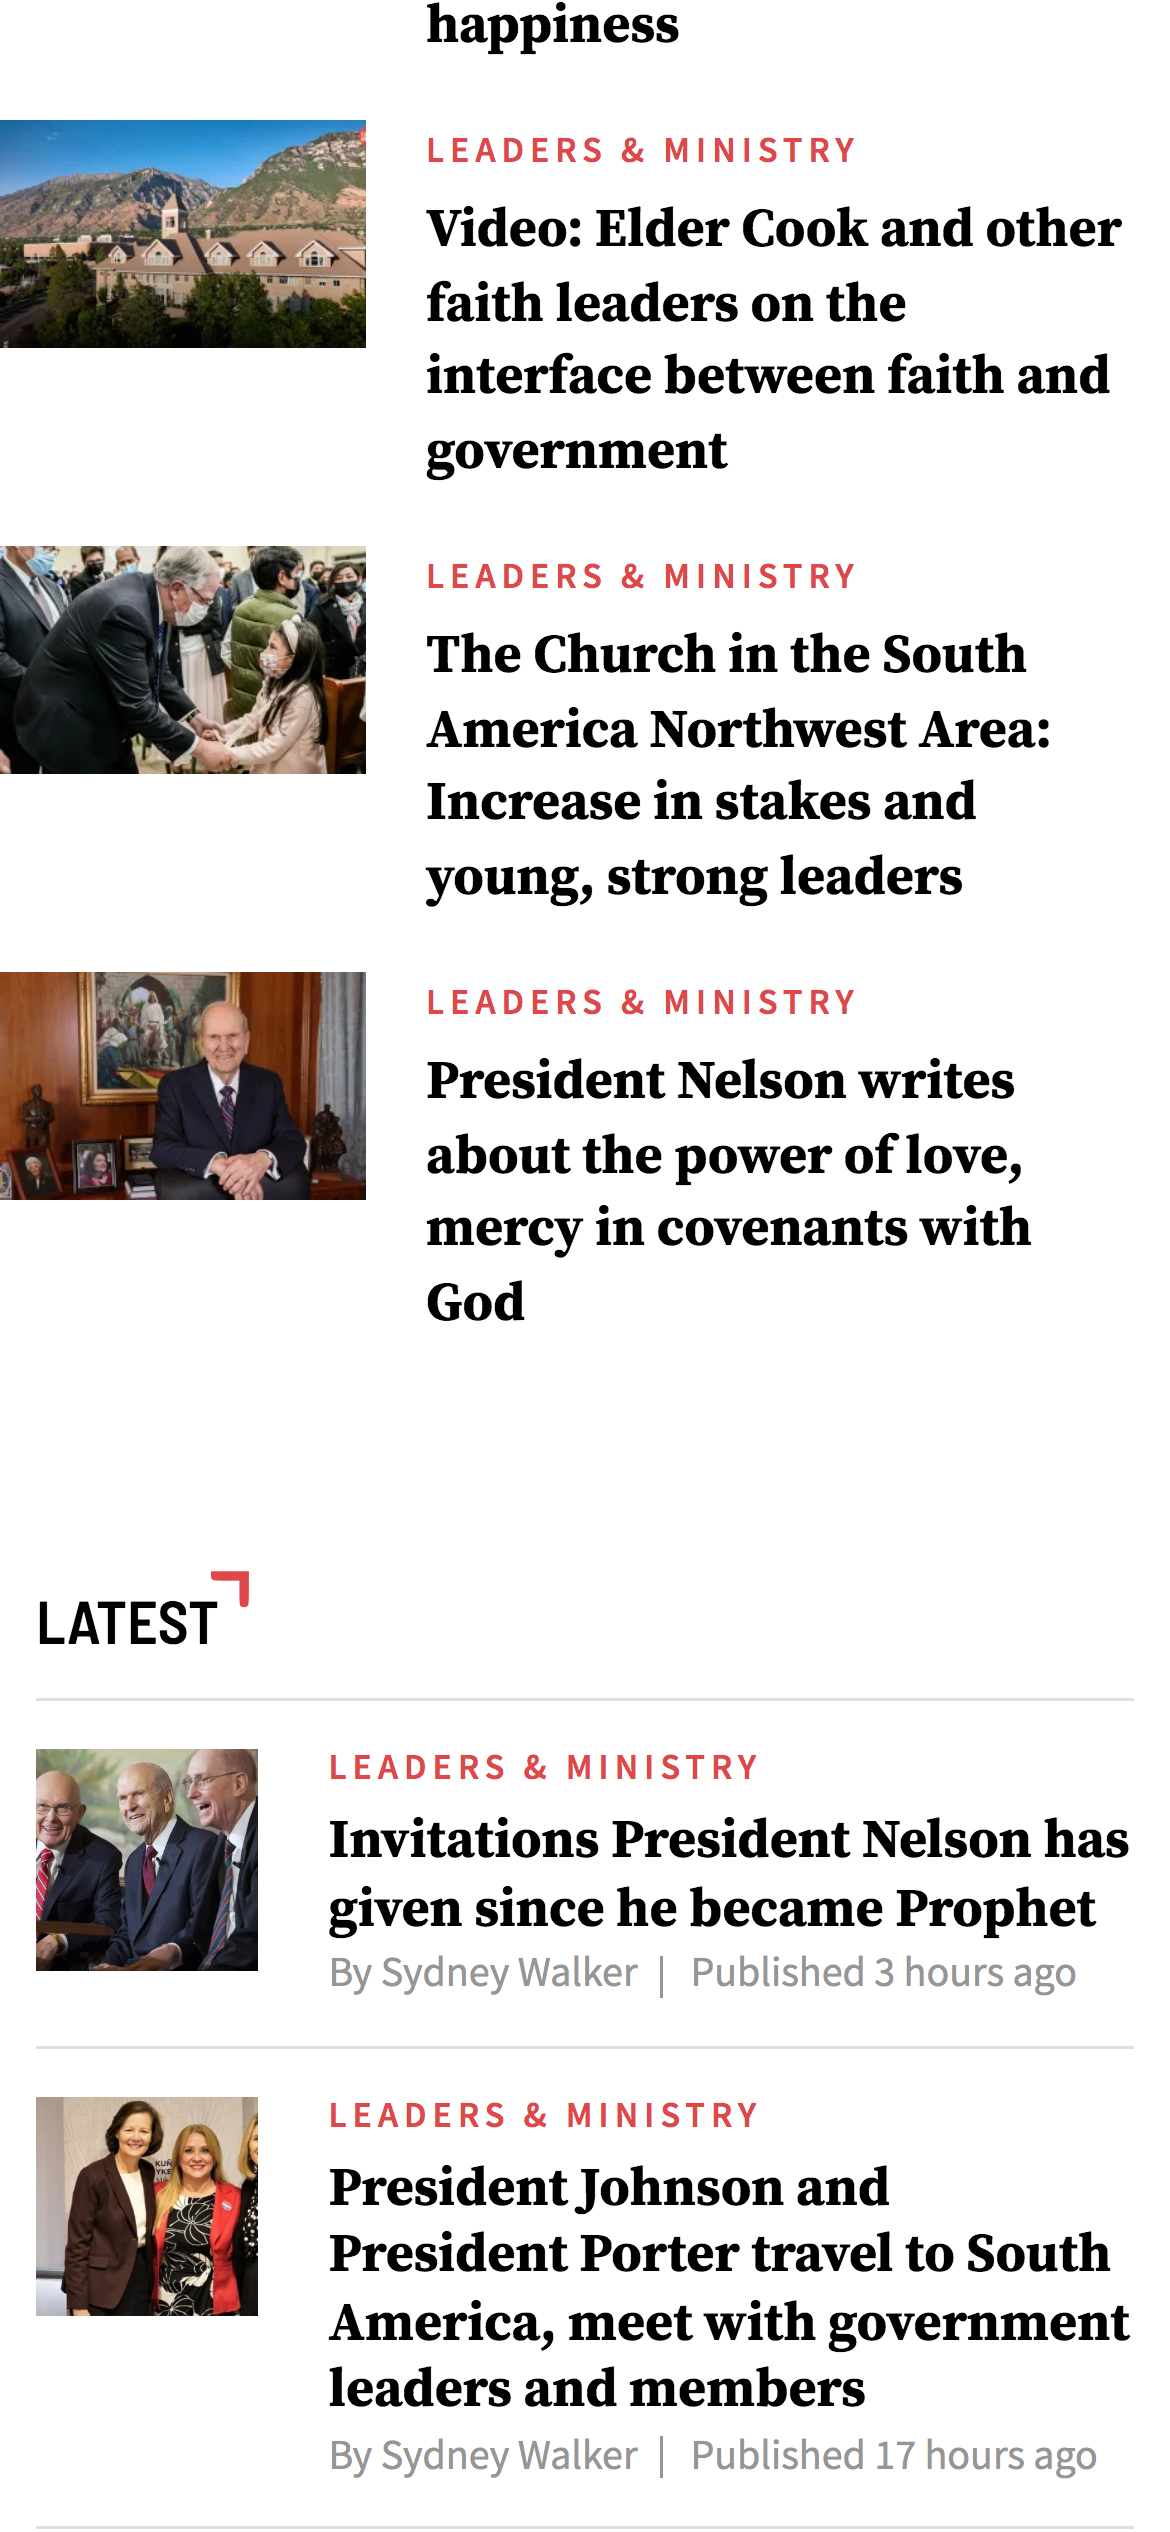 happiness
LEADERS & MINISTRY
Video: Elder Cook and other
faith leaders on the
interface between faith and
government
LEADERS & MINISTRY
The Church in the South
America Northwest Area:
Increase in stakes and
young, strong leaders
LEADERS & MINISTRY
President Nelson writes
about the power of love,
mercy in covenants with
God
LATEST
LEADERS & MINISTRY
Invitations President Nelson has
given since he became Prophet
By Sydney Walker | Published 3 hours ago
LEADERS & MINISTRY
President Johnson and
President Porter travel to South
America, meet with government
leaders and members
By Sydney Walker | Published 17 hours ago